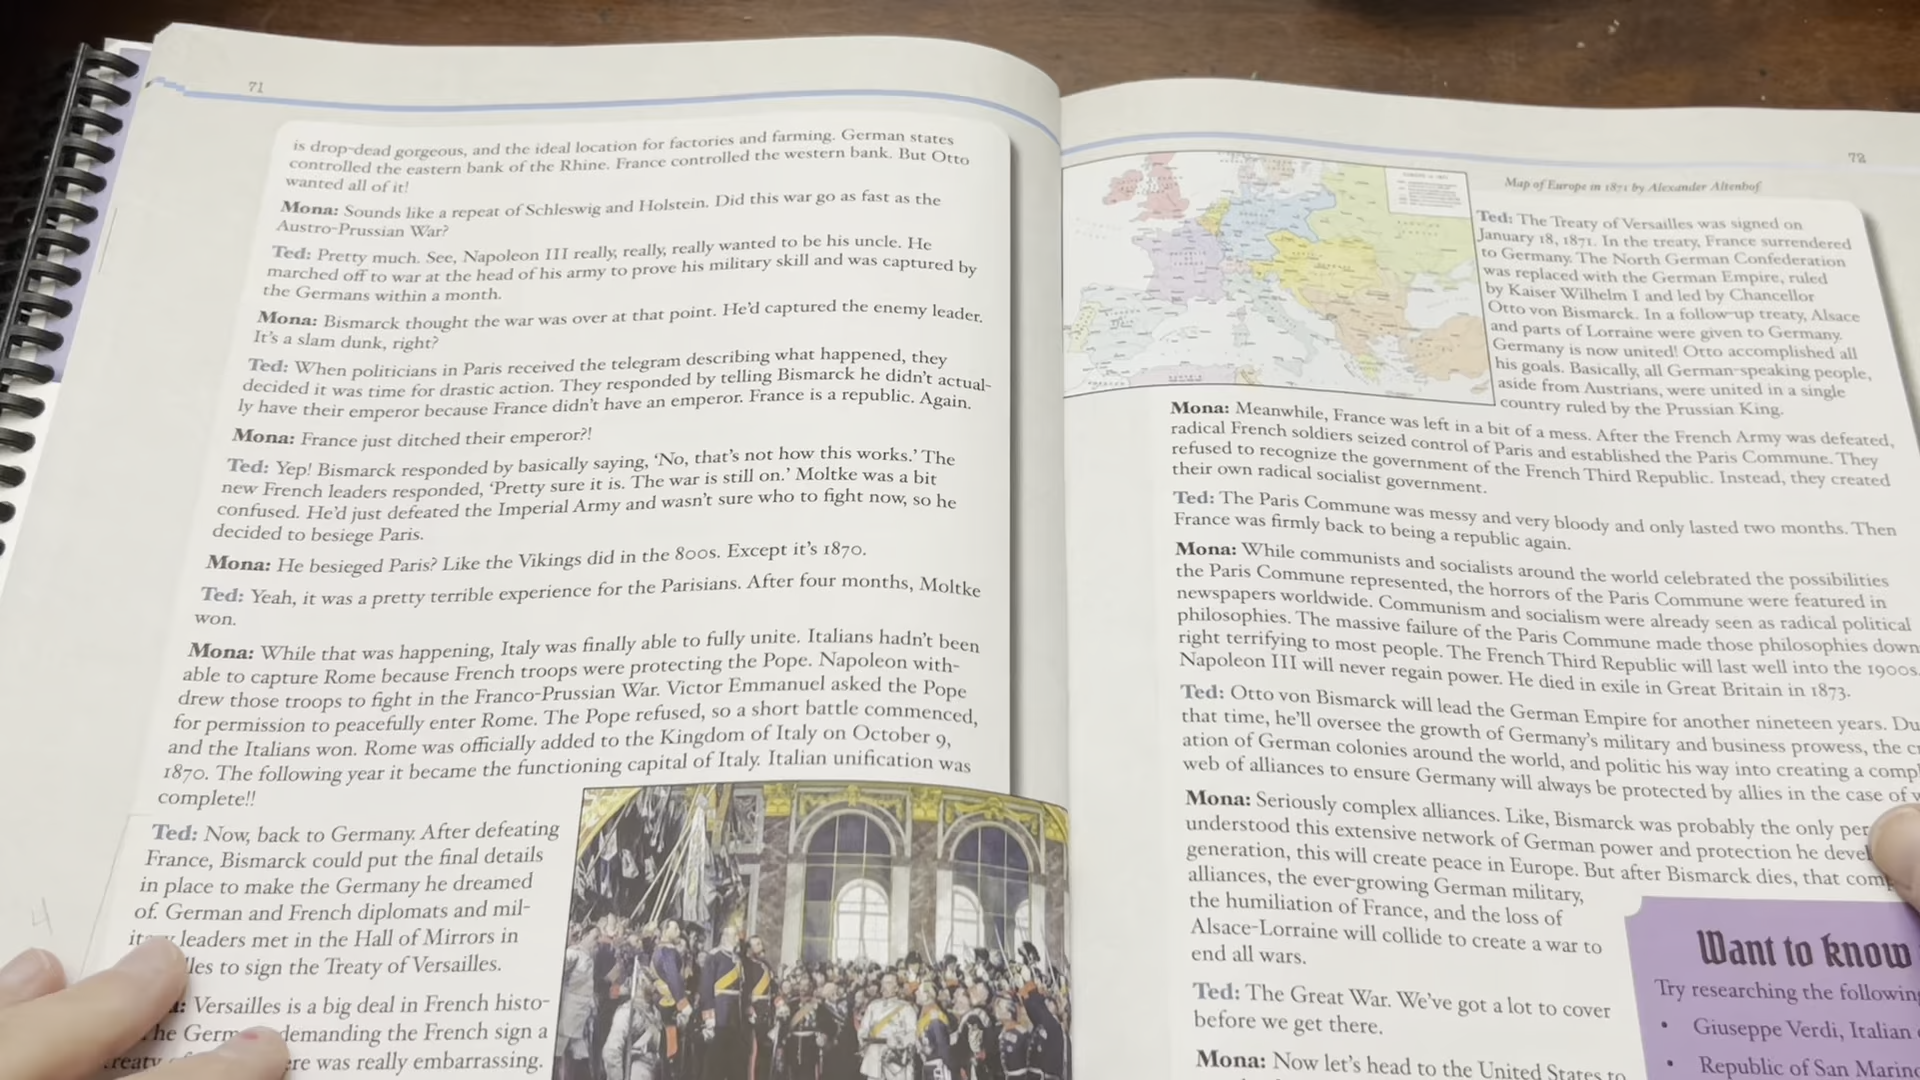 71
is drop-dead gorgeous, and the ideal location for factories and farming. German states
controlled the eastern bank of the Rhine. France controlled the western bank. But Otto
wanted all of it!
Mona: Sounds like a repeat of Schleswig and Holstein. Did this war go as fast as the
Austro-Prussian War?
Ted: Pretty much. See, Napoleon III really, really, really wanted to be his uncle. He
marched off to war at the head of his army to prove his military skill and was captured by
the Germans within a month.
Mona: Bismarck thought the war was over at that point. He'd captured the enemy leader.
It's a slam dunk, right?
Ted: When politicians in Paris received the telegram describing what happened, they
decided it was time for drastic action. They responded by telling Bismarck he didn't actual-
ly have their emperor because France didn't have an emperor. France is a republic. Again.
Mona: France just ditched their emperor?!
Ted: Yep! Bismarck responded by basically saying, 'No, that's not how this works.' The
new French leaders responded, 'Pretty sure it is. The war is still on.' Moltke was a bit
confused. He'd just defeated the Imperial Army and wasn't sure who to fight now, so he
decided to besiege Paris.
Mona: He besieged Paris? Like the Vikings did in the 800s. Except it's 1870.
Ted: Yeah, it was a pretty terrible experience for the Parisians. After four months, Moltke
won.
Mona: While that was happening, Italy was finally able to fully unite. Italians hadn't been
able to capture Rome because French troops were protecting the Pope. Napoleon with-
drew those troops to fight in the Franco-Prussian War. Victor Emmanuel asked the Pope
for permission to peacefully enter Rome. The Pope refused, so a short battle commenced,
and the Italians won. Rome was officially added to the Kingdom of Italy on October 9,
1870. The following year it became the functioning capital of Italy. Italian unification was
complete!!
Ted: Now, back to Germany. After defeating
France, Bismarck could put the final details
in place to make the Germany he dreamed
of. German and French diplomats and mil-
leaders met in the Hall of Mirrors in
les to sign the Treaty of Versailles.
Versailles is a big deal in French histo-
demanding the French sign a
ere was really embarrassing.
4
72
Map of Europe in 1871 by Alexander Altenhof
Ted: The Treaty of Versailles was signed on
January 18, 1871. In the treaty, France surrendered
to Germany. The North German Confederation
was replaced with the German Empire, ruled
by Kaiser Wilhelm I and led by Chancellor
Otto von Bismarck. In a follow-up treaty, Alsace
and parts of Lorraine were given to Germany.
Germany is now united! Otto accomplished all
his goals. Basically, all German-speaking people,
aside from Austrians, were united in a single
country ruled by the Prussian King.
Mona: Meanwhile, France was left in a bit of a mess. After the French Army was defeated,
radical French soldiers seized control of Paris and established the Paris Commune. They
refused to recognize the government of the French Third Republic. Instead, they created
their own radical socialist government.
Ted: The Paris Commune was messy and very bloody and only lasted two months. Then
France was firmly back to being a republic again.
Mona: While communists and socialists around the world celebrated the possibilities
the Paris Commune represented, the horrors of the Paris Commune were featured in
newspapers worldwide. Communism and socialism were already seen as radical political
philosophies. The massive failure of the Paris Commune made those philosophies down
right terrifying to most people. The French Third Republic will last well into the 1900s.
Napoleon III will never regain power. He died in exile in Great Britain in 1873.
Ted: Otto von Bismarck will lead the German Empire for another nineteen years. Du
that time, he'll oversee the growth of Germany's military and business prowess, the cr
ation of German colonies around the world, and politic his way into creating a compl
web of alliances to ensure Germany will always be protected by allies in the case of
Mona: Seriously complex alliances. Like, Bismarck was probably the only per
understood this extensive network of German power and protection he devel
generation, this will create peace in Europe. But after Bismarck dies, that com
alliances, the ever-growing German military,
the humiliation of France, and the loss of
Alsace-Lorraine will collide to create a war to
end all wars.
Ted: The Great War. We've got a lot to cover
before we get there.
Mona: Now let's head to the United States to
Want to know
Try researching the following
• Giuseppe Verdi, Italian
• Republic of San Marino